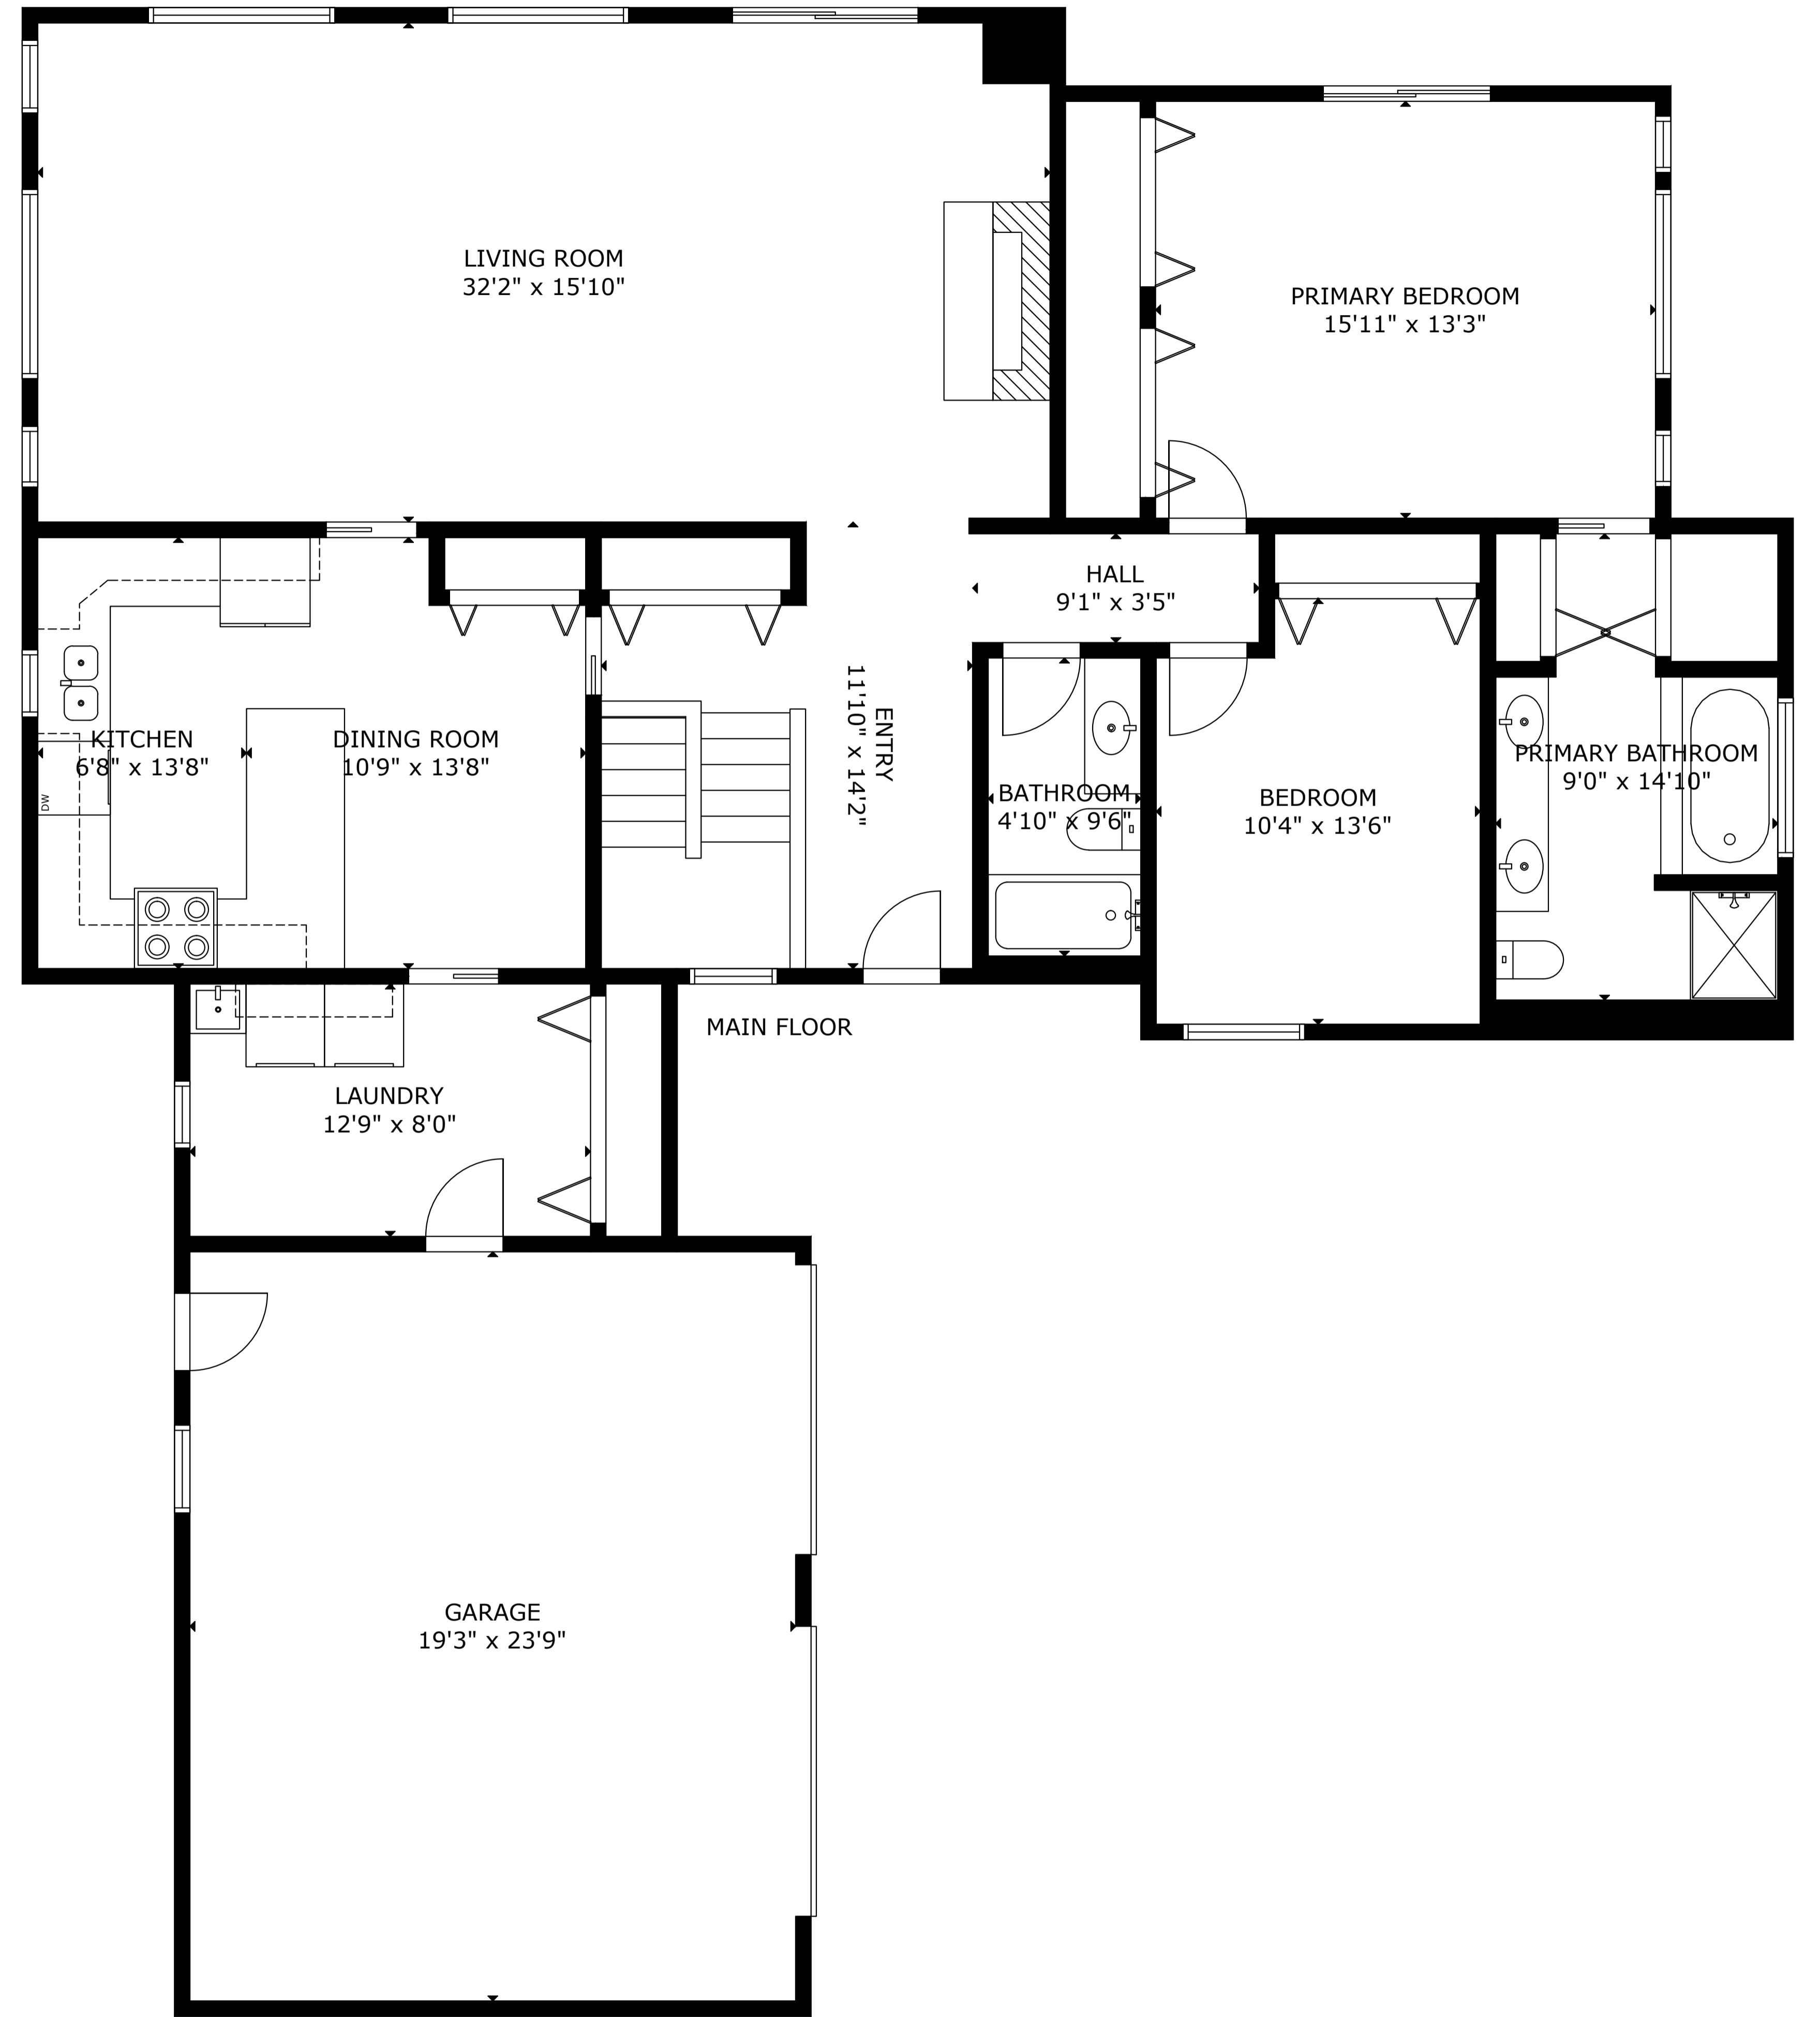 LIVING ROOM
32'2" x 15'10"
PRIMARY BEDROOM
15'11" x 13'3"
HALL
9'1" x 3'5"
KITCHEN
6'8" x 13'8"
DINING ROOM
10'9" x 13'8"
ENTRY
11'10" x 14'2"
BATHROOM
4'10" x 9'6"
BEDROOM
10'4" x 13'6"
PRIMARY BATHROOM
9'0" x 14'10"
DW
MAIN FLOOR
LAUNDRY
12'9" x 8'0"
GARAGE
19'3" x 23'9"